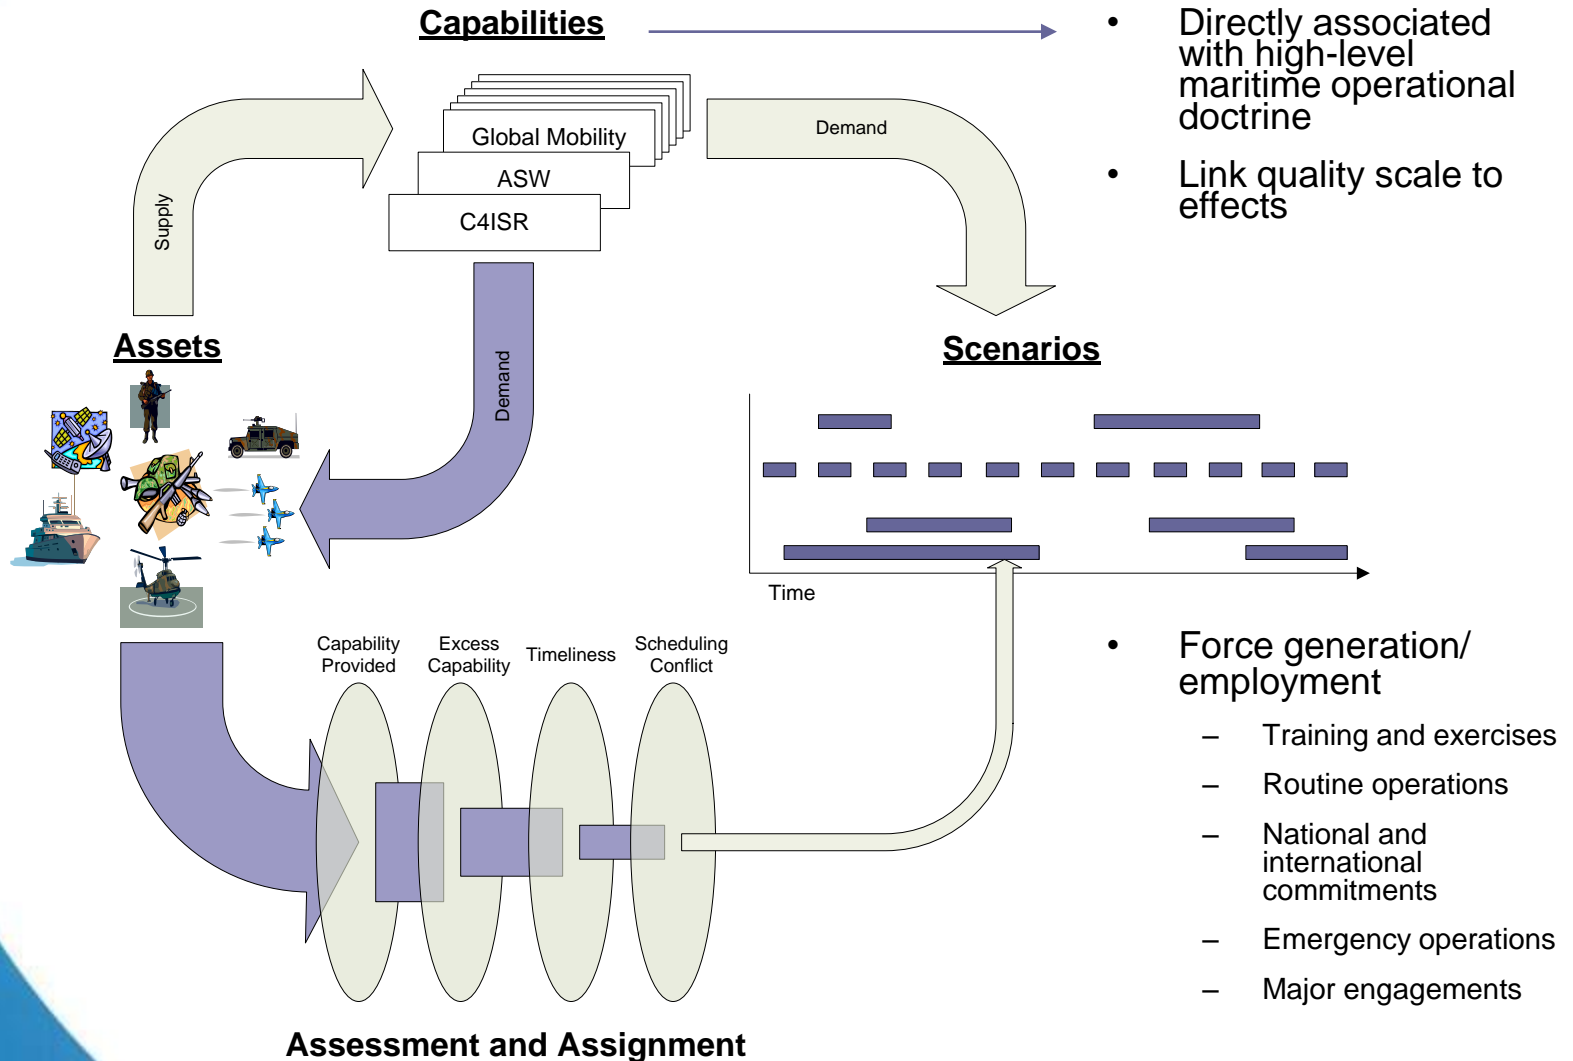 Capabilities
• Directly associated
with high-level
maritime operational
doctrine
• Link quality scale to
effects
Global Mobility
ASW
C4ISR
Demand
Supply
Demand
Assets
Scenarios
Time
Capability
Provided
Excess
Capability
Timeliness
Scheduling
Conflict
• Force generation/
employment
– Training and exercises
– Routine operations
– National and
international
commitments
– Emergency operations
– Major engagements
Assessment and Assignment